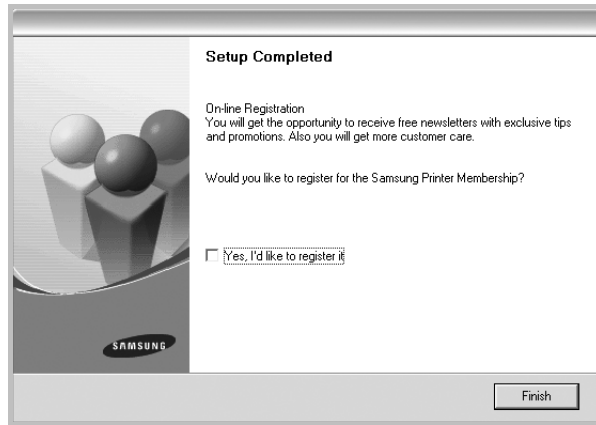 Setup Completed
On-line Registration
You will get the opportunity to receive free newsletters with exclusive tips
and promotions. Also you will get more customer care.
Would you like to register for the Samsung Printer Membership?
Yes, I'd like to register it
SAMSUNG
Finish